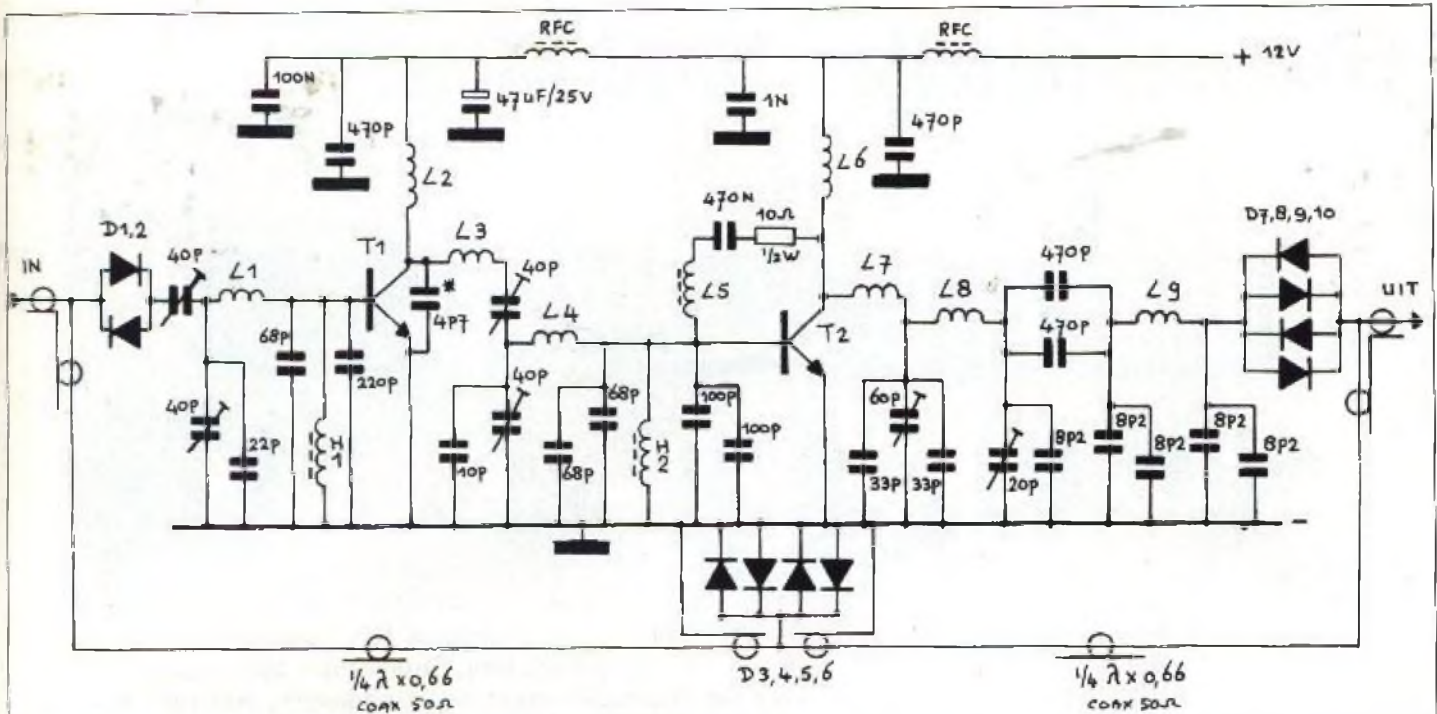 RFC
RFC
+ 12V
100N
47µF/25V
1N
470P
470P
L2
L6
470N
10Ω
1/2W
D7,8,9,10
D1,2
40P
IN
L1
T1
L3
40P
L5
L7
470P
L8
L9
UIT
*
4P7
L4
T2
470P
68P
220P
40P
68P
100P
60P
40P
22P
H1
10P
68P
H2
100P
33P
33P
20P
8P2
8P2
8P2
8P2
8P2
-
1/4 λ x 0,66
COAX 50Ω
D3,4,5,6
1/4 λ x 0,66
COAX 50Ω